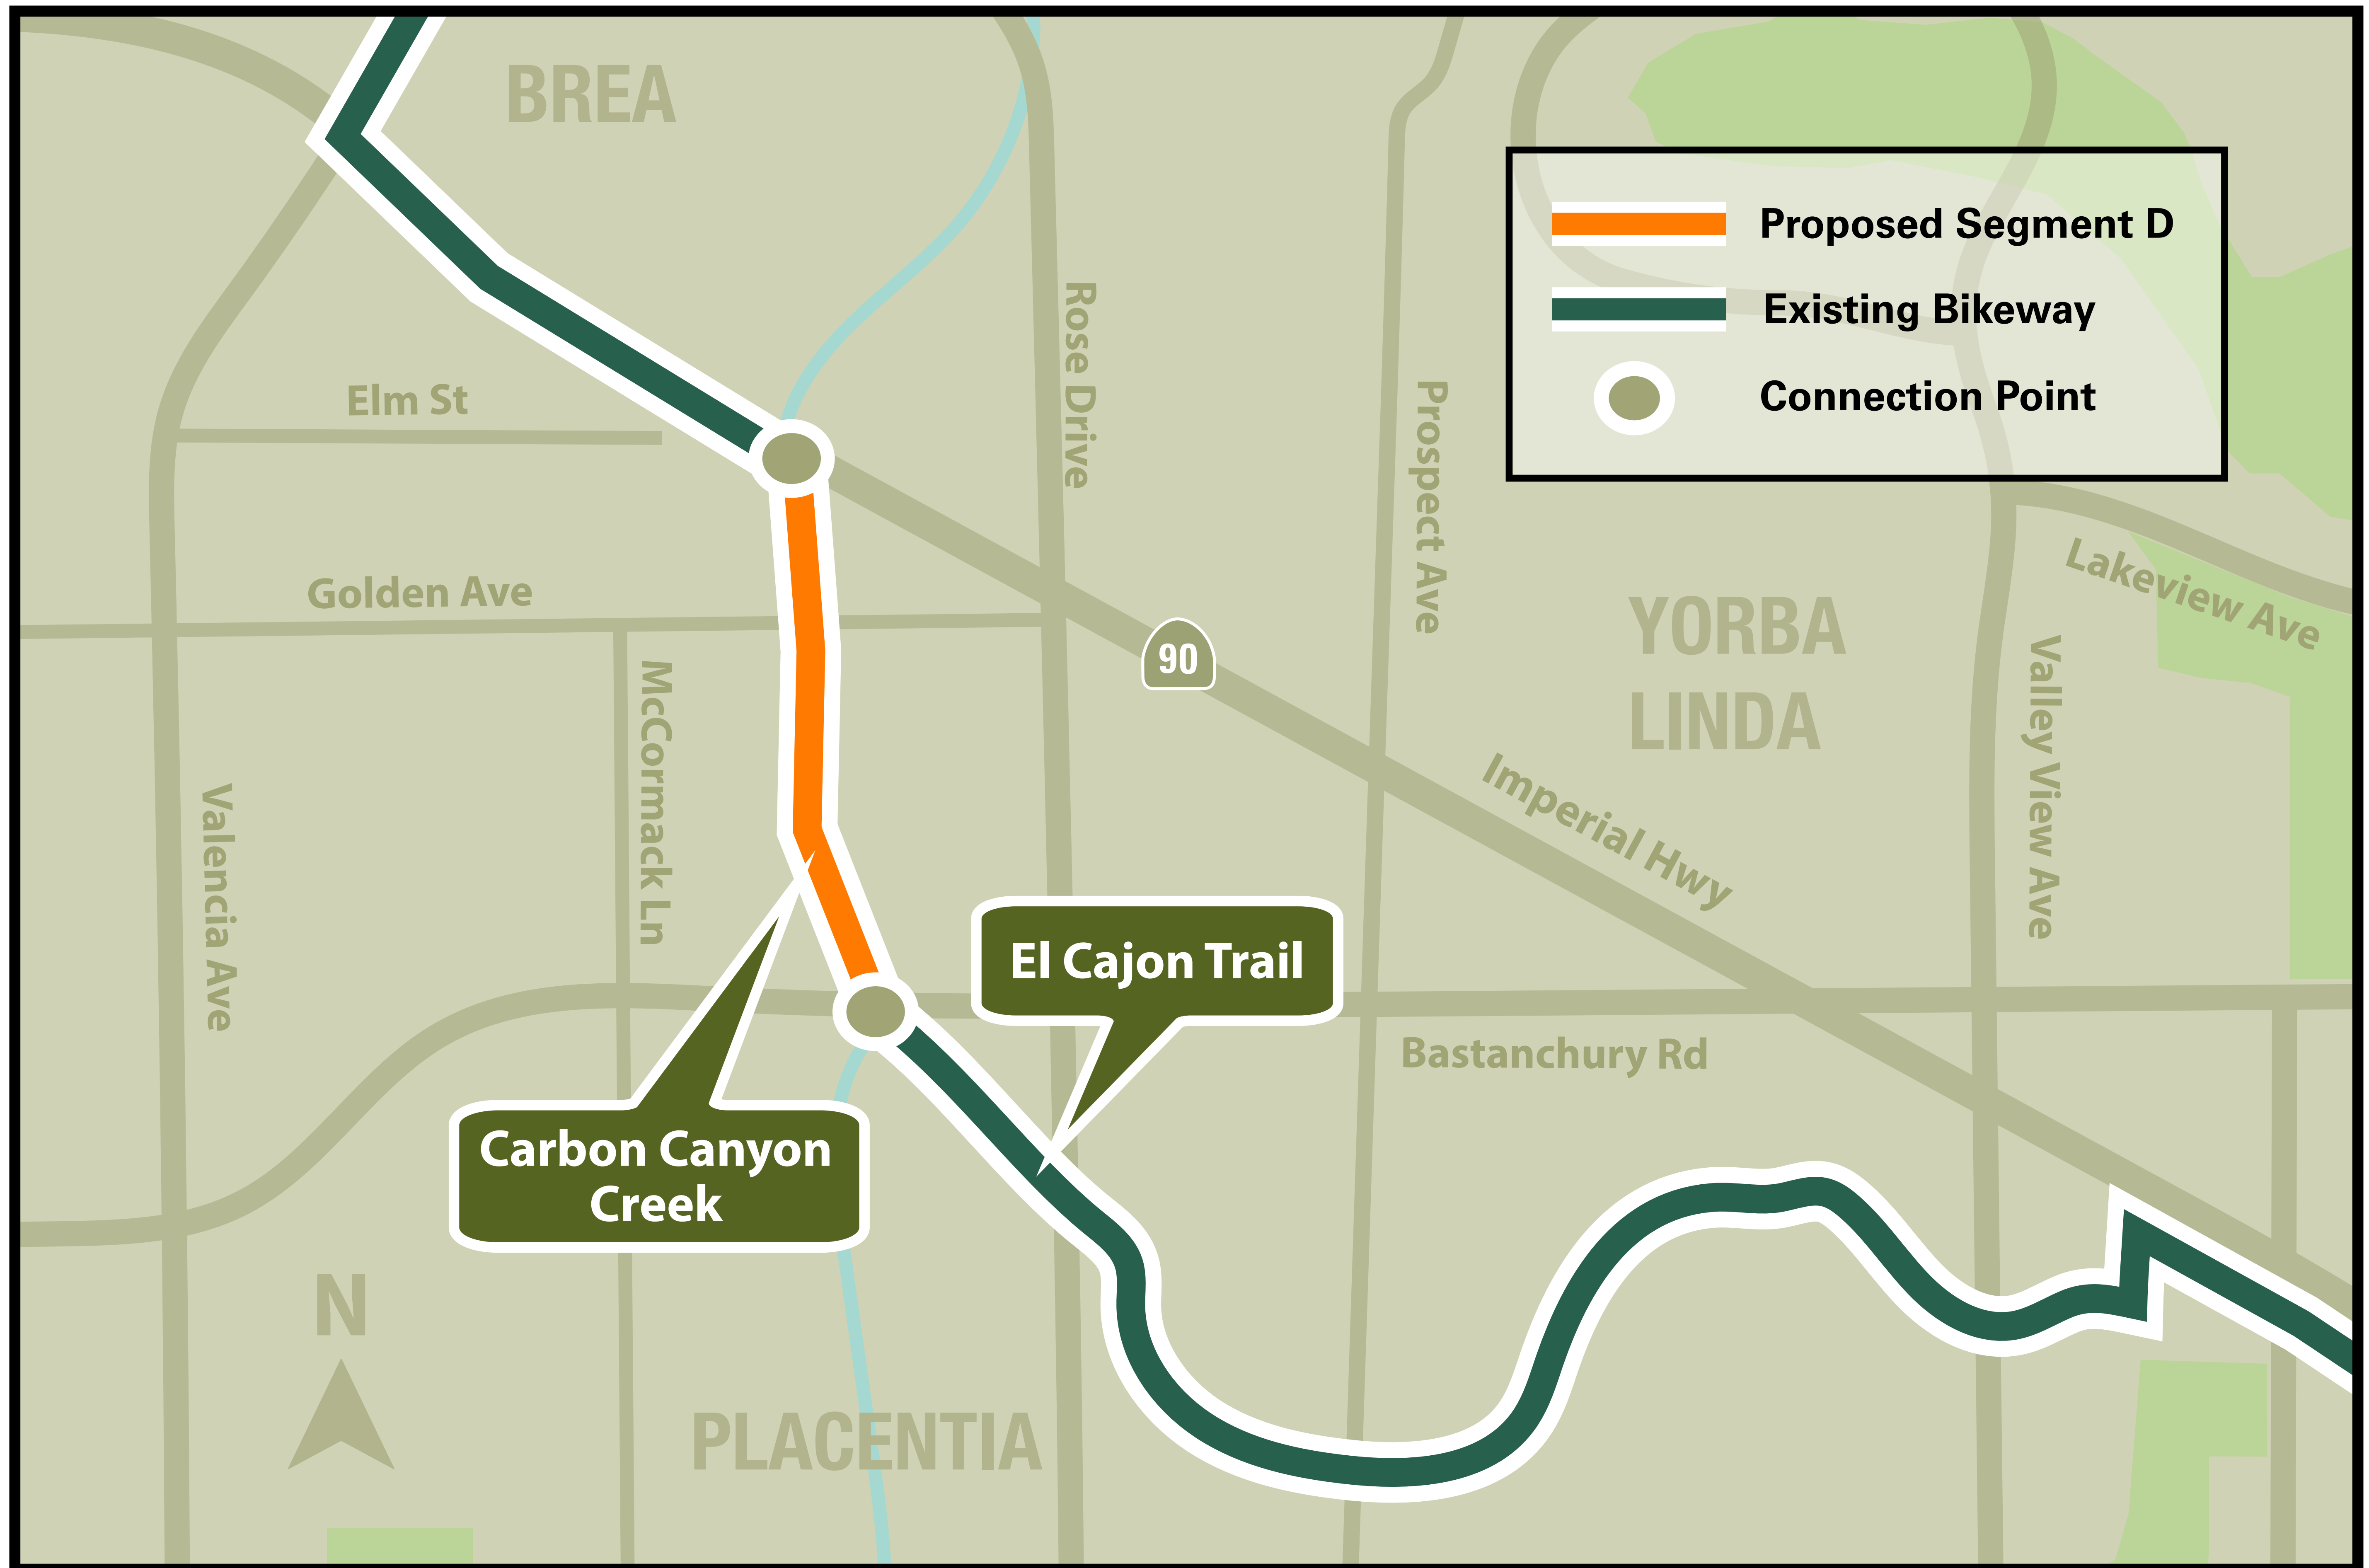 BREA
Proposed Segment D
Existing Bikeway
Connection Point
Rose Drive
Elm St
Prospect Ave
Golden Ave
Lakeview Ave
YORBA
LINDA
90
McCormack Ln
Valley View Ave
Imperial Hwy
Valencia Ave
El Cajon Trail
Bastanchury Rd
Carbon Canyon
Creek
N
PLACENTIA